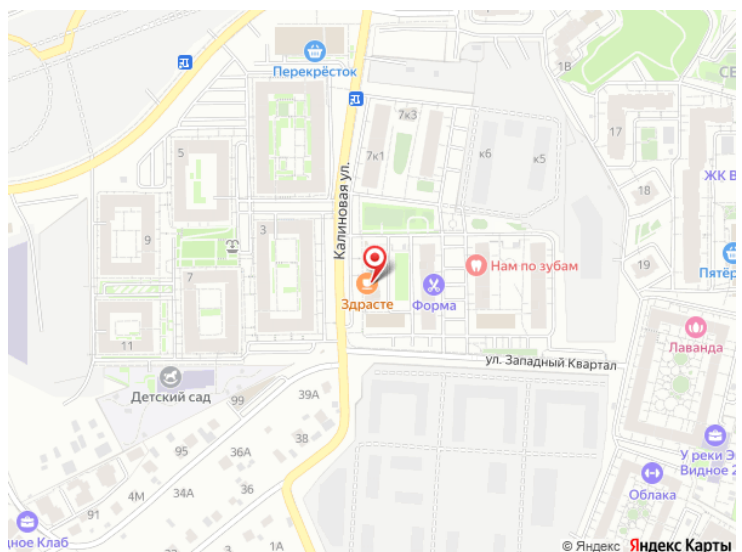 1В
СЕ
Перекрёсток
7к3
17
5
7к1
к6
к5
ЖК В
Калиновая ул.
18
9
3
Нам по зубам
19
Пятёр
7
Здрасте
Форма
11
Лаванда
ул. Западный Квартал
Детский сад
99
39А
38
95
36А
У реки Э
Видное 2
4М
34А
36
Облака
91
дное Клаб
© Яндекс Яндекс Карты